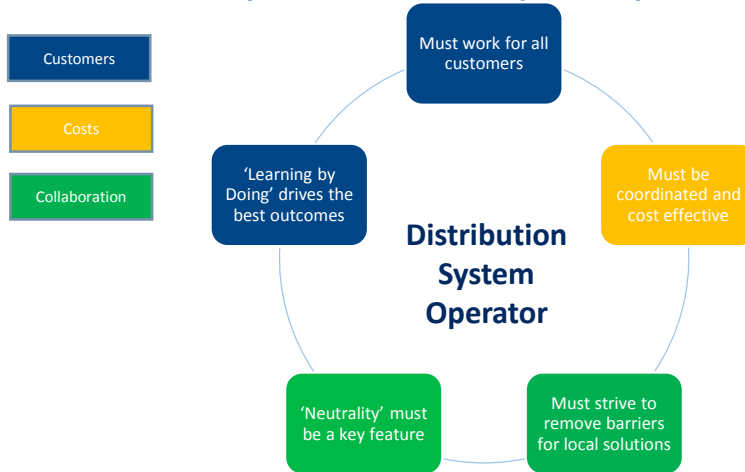 Customers
Costs
Collaboration
Must work for all
customers
'Learning by
Doing' drives the
best outcomes
Must be
coordinated and
cost effective
Distribution
System
Operator
'Neutrality' must
be a key feature
Must strive to
remove barriers
for local solutions